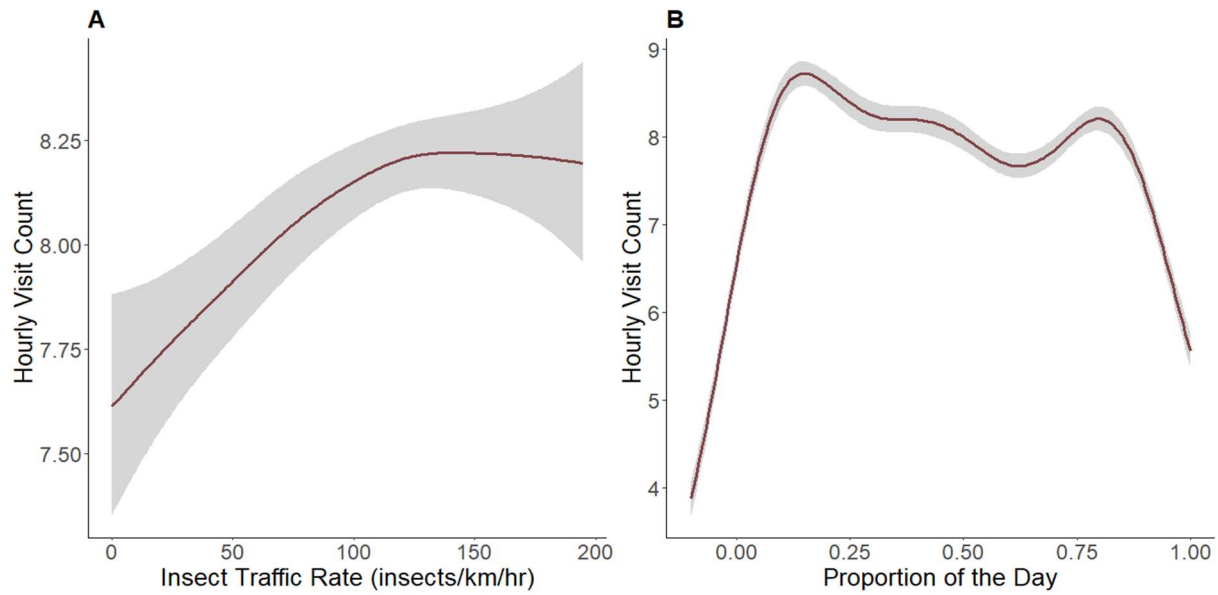 A
Hourly Visit Count
8.25
8.00
7.75
7.50
0 50 100 150 200
Insect Traffic Rate (insects/km/hr)
B
Hourly Visit Count
9
8
7
6
5
4
0.00 0.25 0.50 0.75 1.00
Proportion of the Day